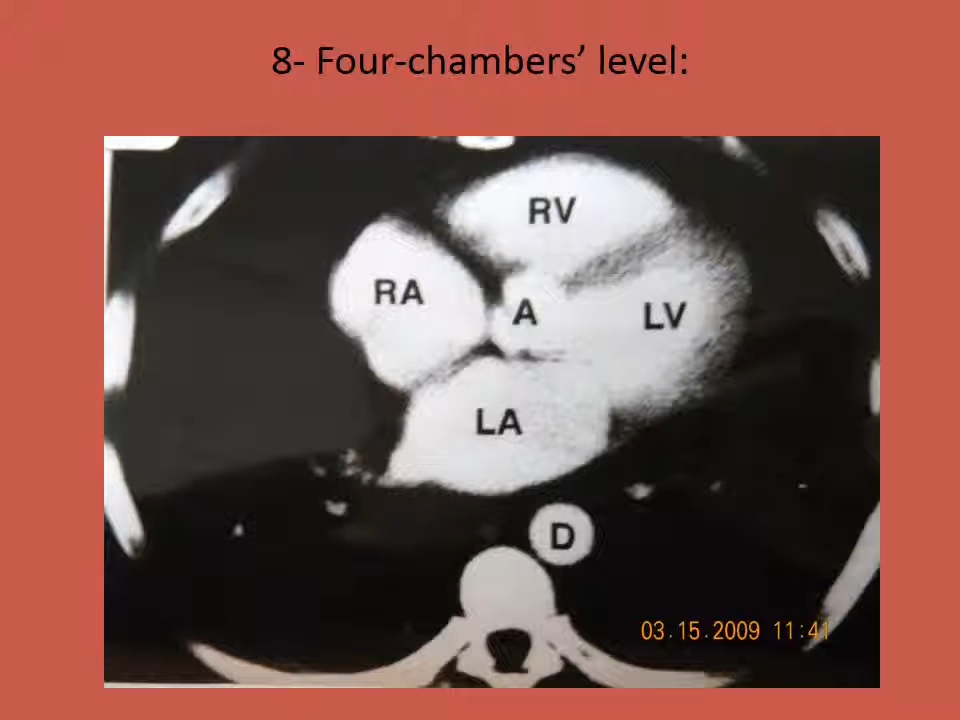 8- Four-chambers’ level:
RV
RA
A
LV
LA
D
03.15.2009 11:41